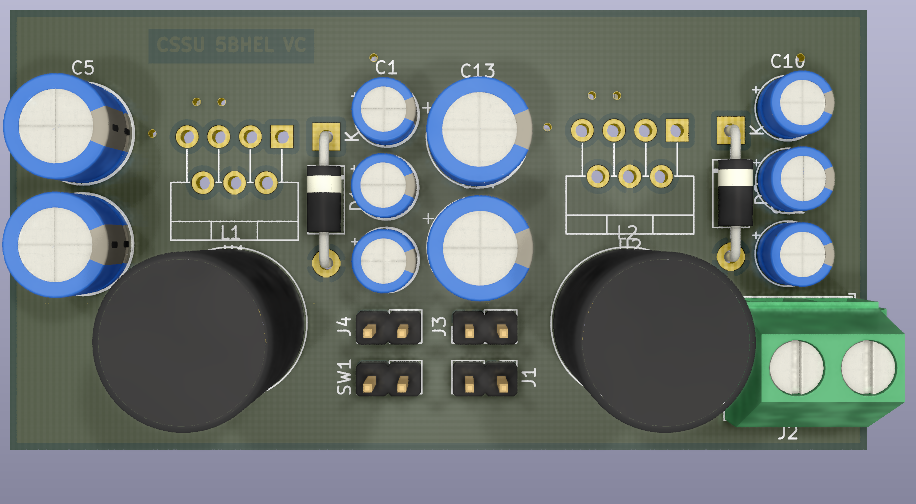 CSSU 5BHEL VC
C5
C1
C13
C10
K
K
L1
L2
J4
J3
SW1
J1
J2